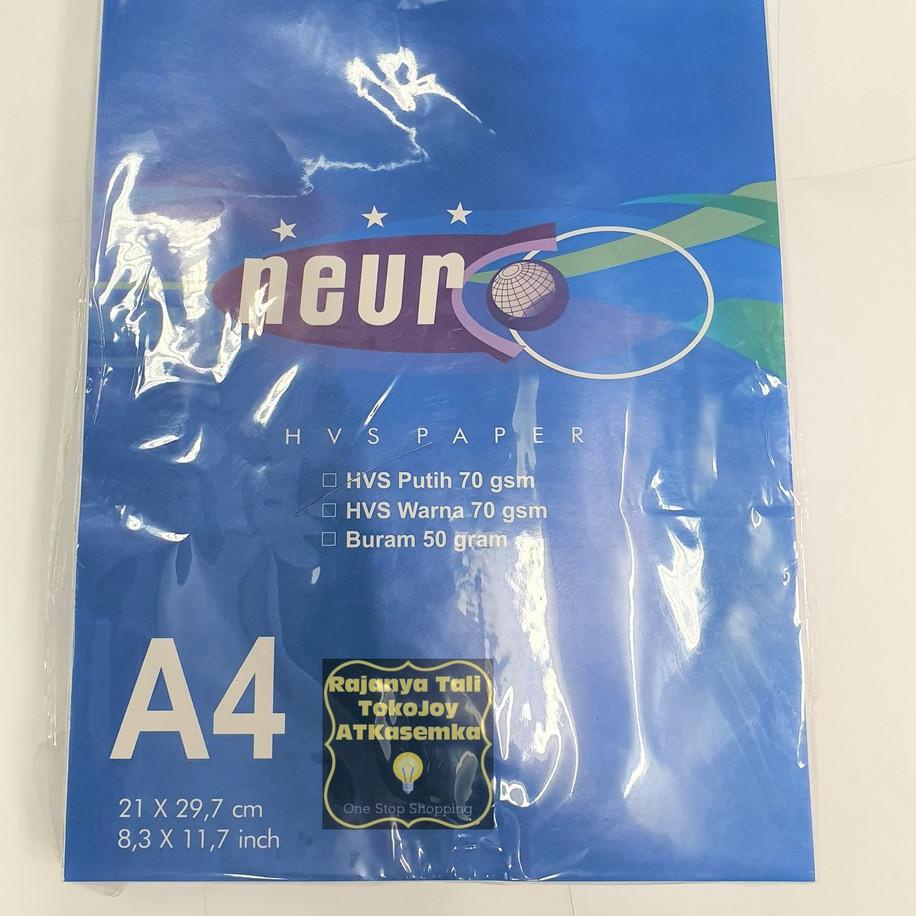 neuro
HVS PAPER
HVS Putih 70 gsm
HVS Warna 70 gsm
Buram 50 gram
A4
21 X 29,7 cm
8,3 X 11,7 inch
Rajanya Tali
TokoJoy
ATKasemka
One Stop Shopping